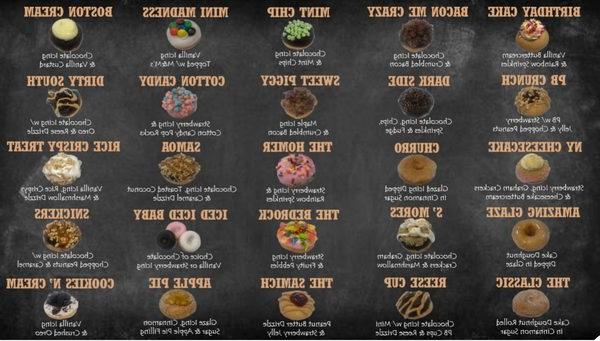 BIRTHDAY CAKE
Vanilla Buttercream
& Rainbow Sprinkles
BACON ME CRAZY
Chocolate Icing
& Crumbled Bacon
MINT CHIP
Chocolate Icing
& Mint Chips
MINI MADNESS
Vanilla Icing
Topped w/ M&M's
BOSTON CREAM
Chocolate Icing
& Vanilla Custard
PB CRUNCH
PB w/ Strawberry
Jelly & Chopped Peanuts
DARK SIDE
Chocolate Icing, Chips,
Sprinkles & Fudge
SWEET PIGGY
Maple Icing
& Crumbled Bacon
COTTON CANDY
Strawberry Icing &
Cotton Candy Pop Rocks
DIRTY SOUTH
Chocolate Icing w/
Oreo & Reese Drizzle
NY CHEESECAKE
Strawberry Icing, Graham Crackers
& Cheesecake Buttercream
CHURRO
Glazed Icing Dipped
in Cinnamon Sugar
THE HOMER
Strawberry Icing &
Rainbow Sprinkles
SAMOA
Chocolate Icing, Toasted Coconut
& Caramel Drizzle
RICE CRISPY TREAT
Vanilla Icing, Rice Crispy
& Marshmallow Drizzle
AMAZING GLAZE
Cake Doughnut
Dipped in Glaze
S' MORES
Chocolate Icing, Graham
Crackers & Marshmallow
THE BEDROCK
Strawberry Icing
& Fruity Pebbles
ICED ICED BABY
Choice of Chocolate
Vanilla or Strawberry Icing
SNICKERS
Chocolate Icing w/
Chopped Peanuts & Caramel
THE CLASSIC
Cake Doughnut Rolled
in Cinnamon Sugar
REESE CUP
Chocolate Icing w/ Mini
PB Cups & Reese Drizzle
THE SAMICH
Peanut Butter Drizzle
& Strawberry Jelly
APPLE PIE
Glaze Icing, Cinnamon
Sugar & Apple Pie Filling
COOKIES N' CREAM
Vanilla Icing
& Crushed Oreo